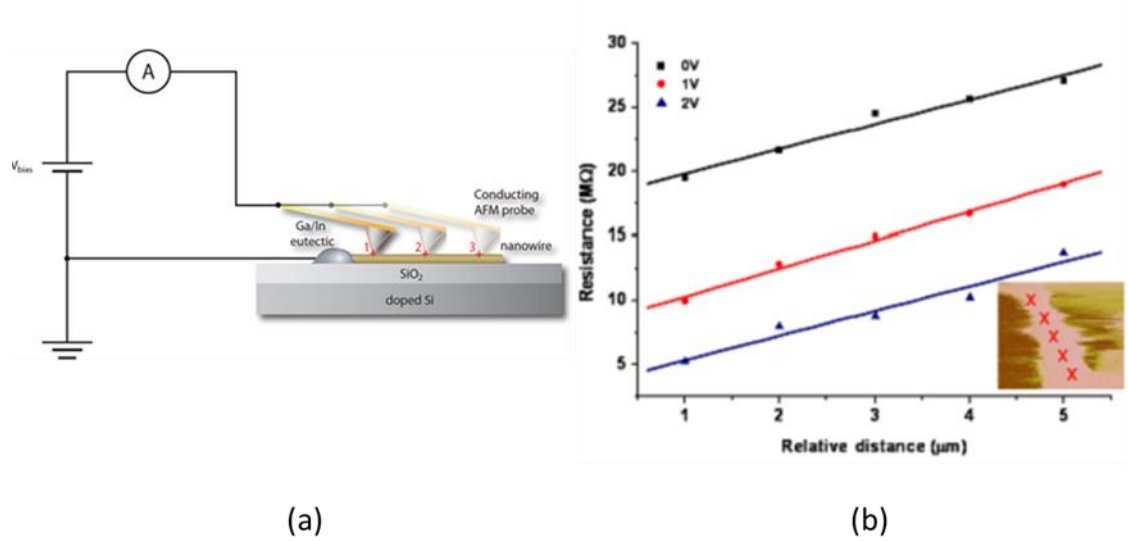 A
V bias
Conducting
AFM probe
Ga/In
eutectic
1 2 3
nanowire
SiO2
doped Si
30
25
20
15
10
5
0V
1V
2V
Resistance (MΩ)
X
X
X
X
X
1 2 3 4 5
Relative distance (μm)
(a) (b)